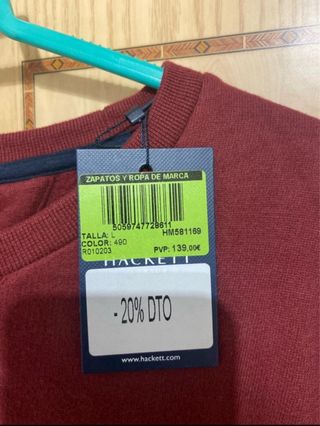 ZAPATOS Y ROPA DE MARCA
5059747728611
TALLA: L
HM581169
COLOR: 490
R010203
PVP: 139,00€
HACKETT
- 20% DTO
www.hackett.com